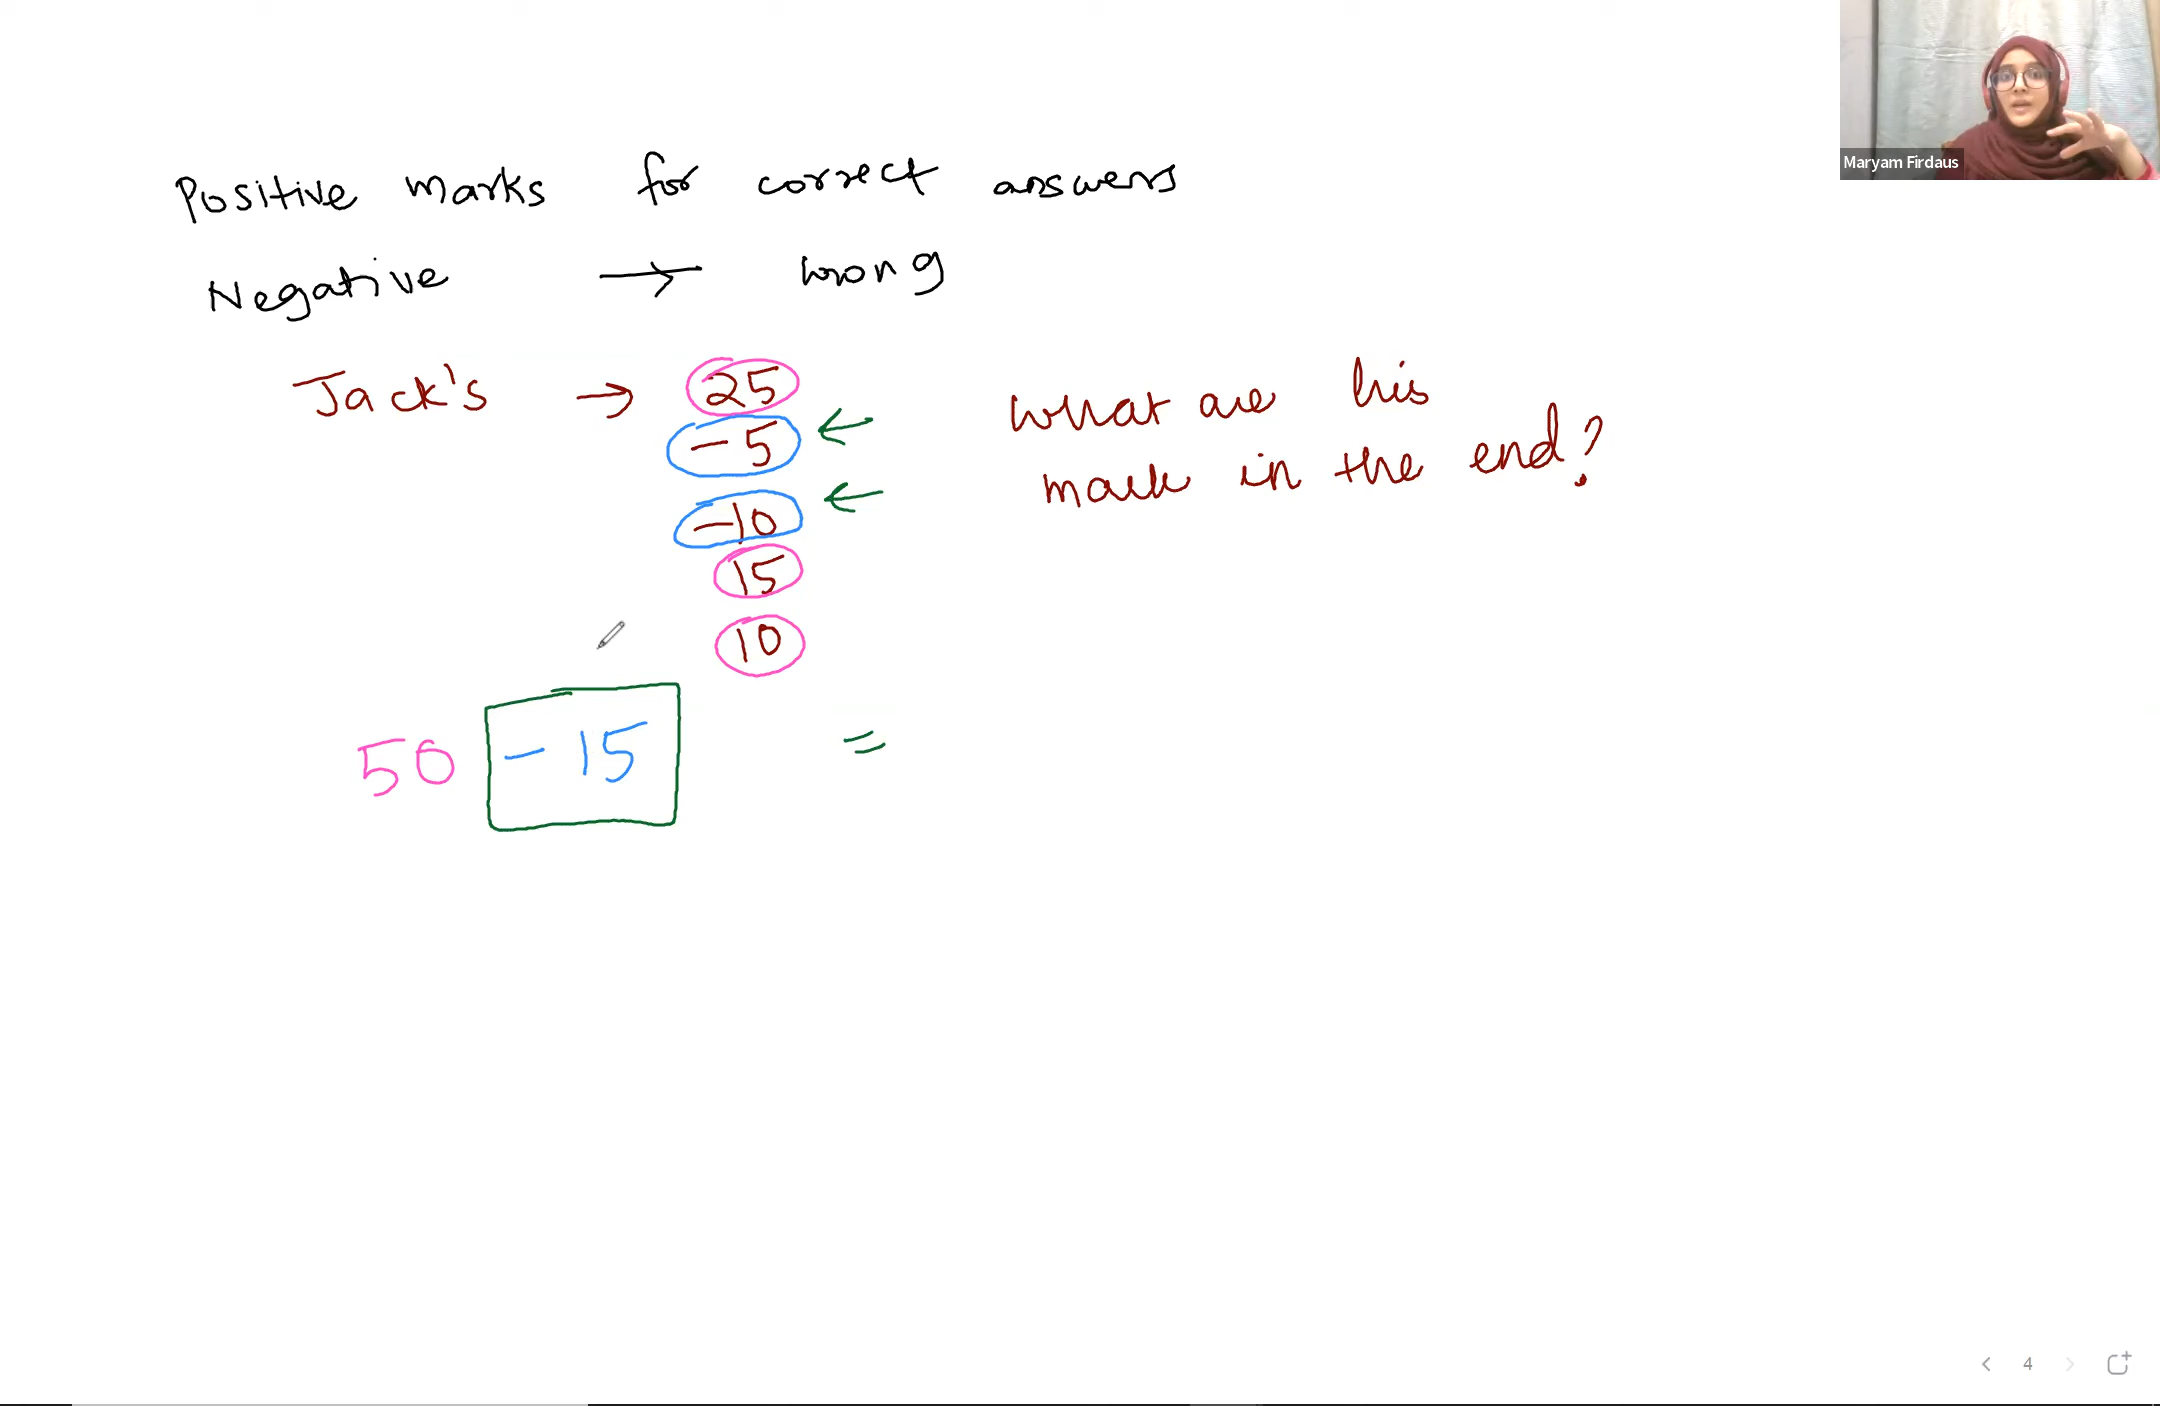 Maryam Firdaus
Positive marks for correct answers
Negative → wrong
Jack's → 25
-5 ←
-10 ←
15
10
What are his
mark in the end?
50 -15 =
4